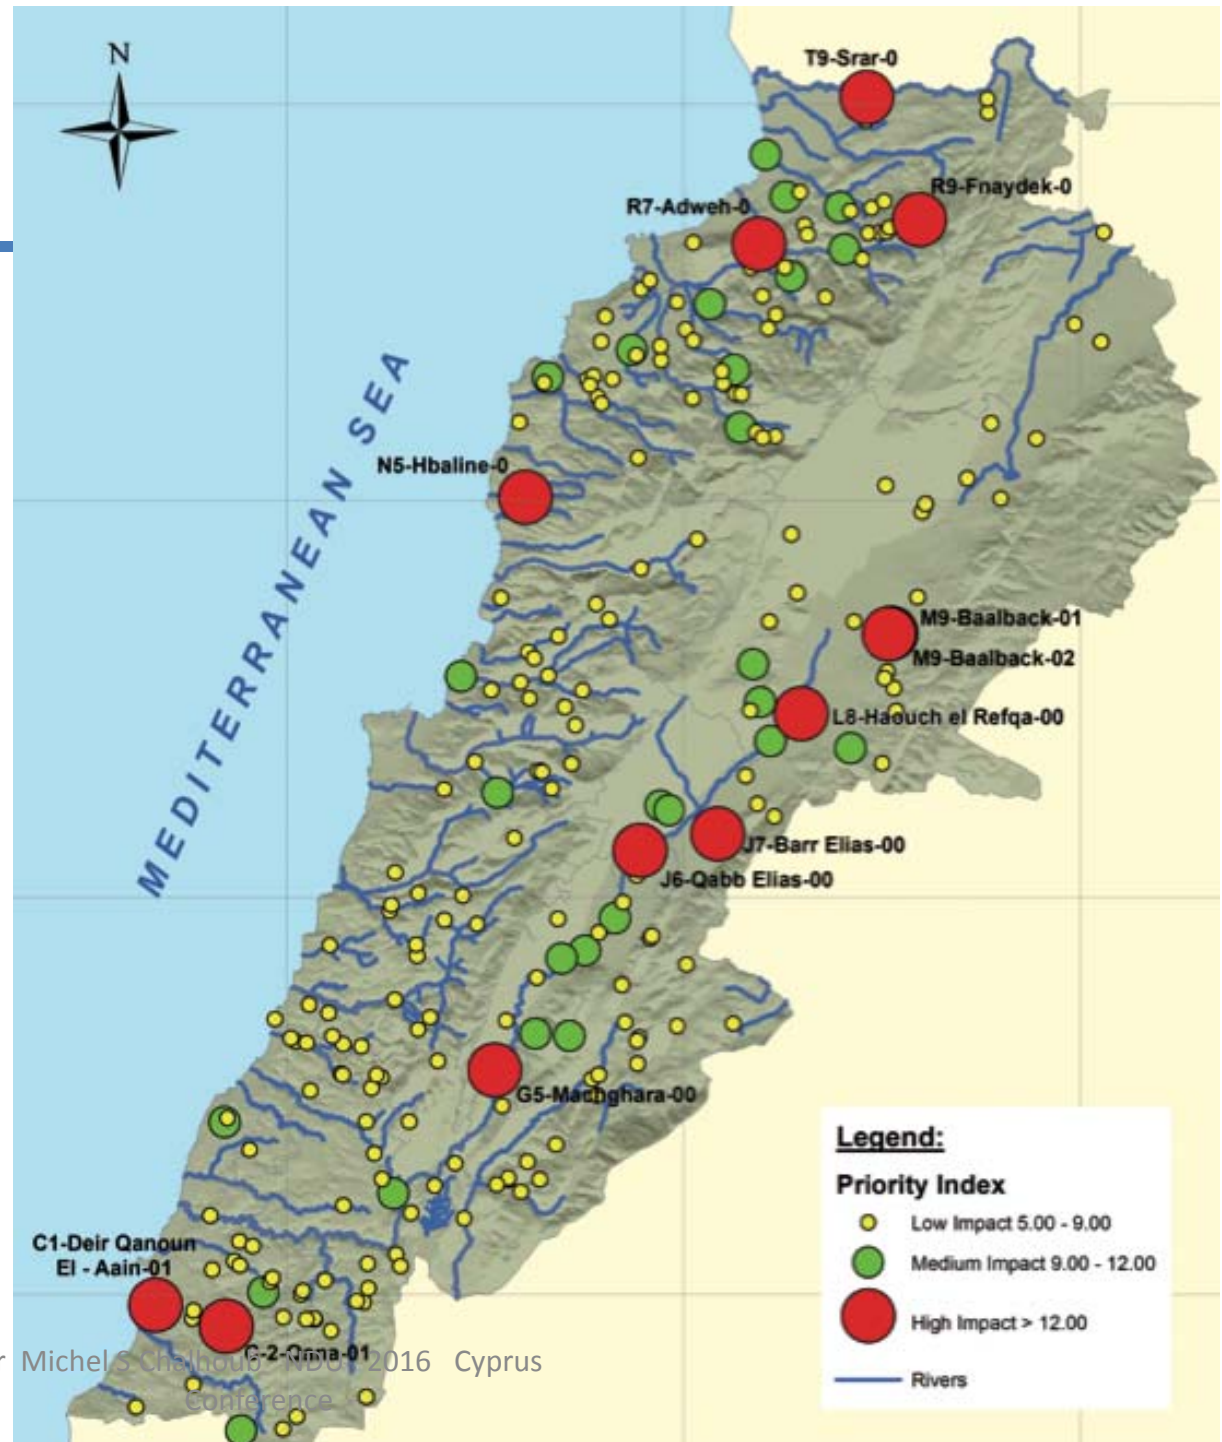 N
T9-Srar-0
R9-Fnaydek-0
R7-Adweh-0
MEDITERRANEAN SEA
N5-Hbaline-0
M9-Baalback-01
M9-Baalback-02
L8-Haouch el Refqa-00
J7-Barr Elias-00
J6-Qabb Elias-00
G5-Machghara-00
C1-Deir Qanoun
El - Aain-01
C-2-Qana-01
Legend:
Priority Index
Low Impact 5.00 - 9.00
Medium Impact 9.00 - 12.00
High Impact > 12.00
Rivers
r Michel S Chalhoub NDU 2016 Cyprus
Conference